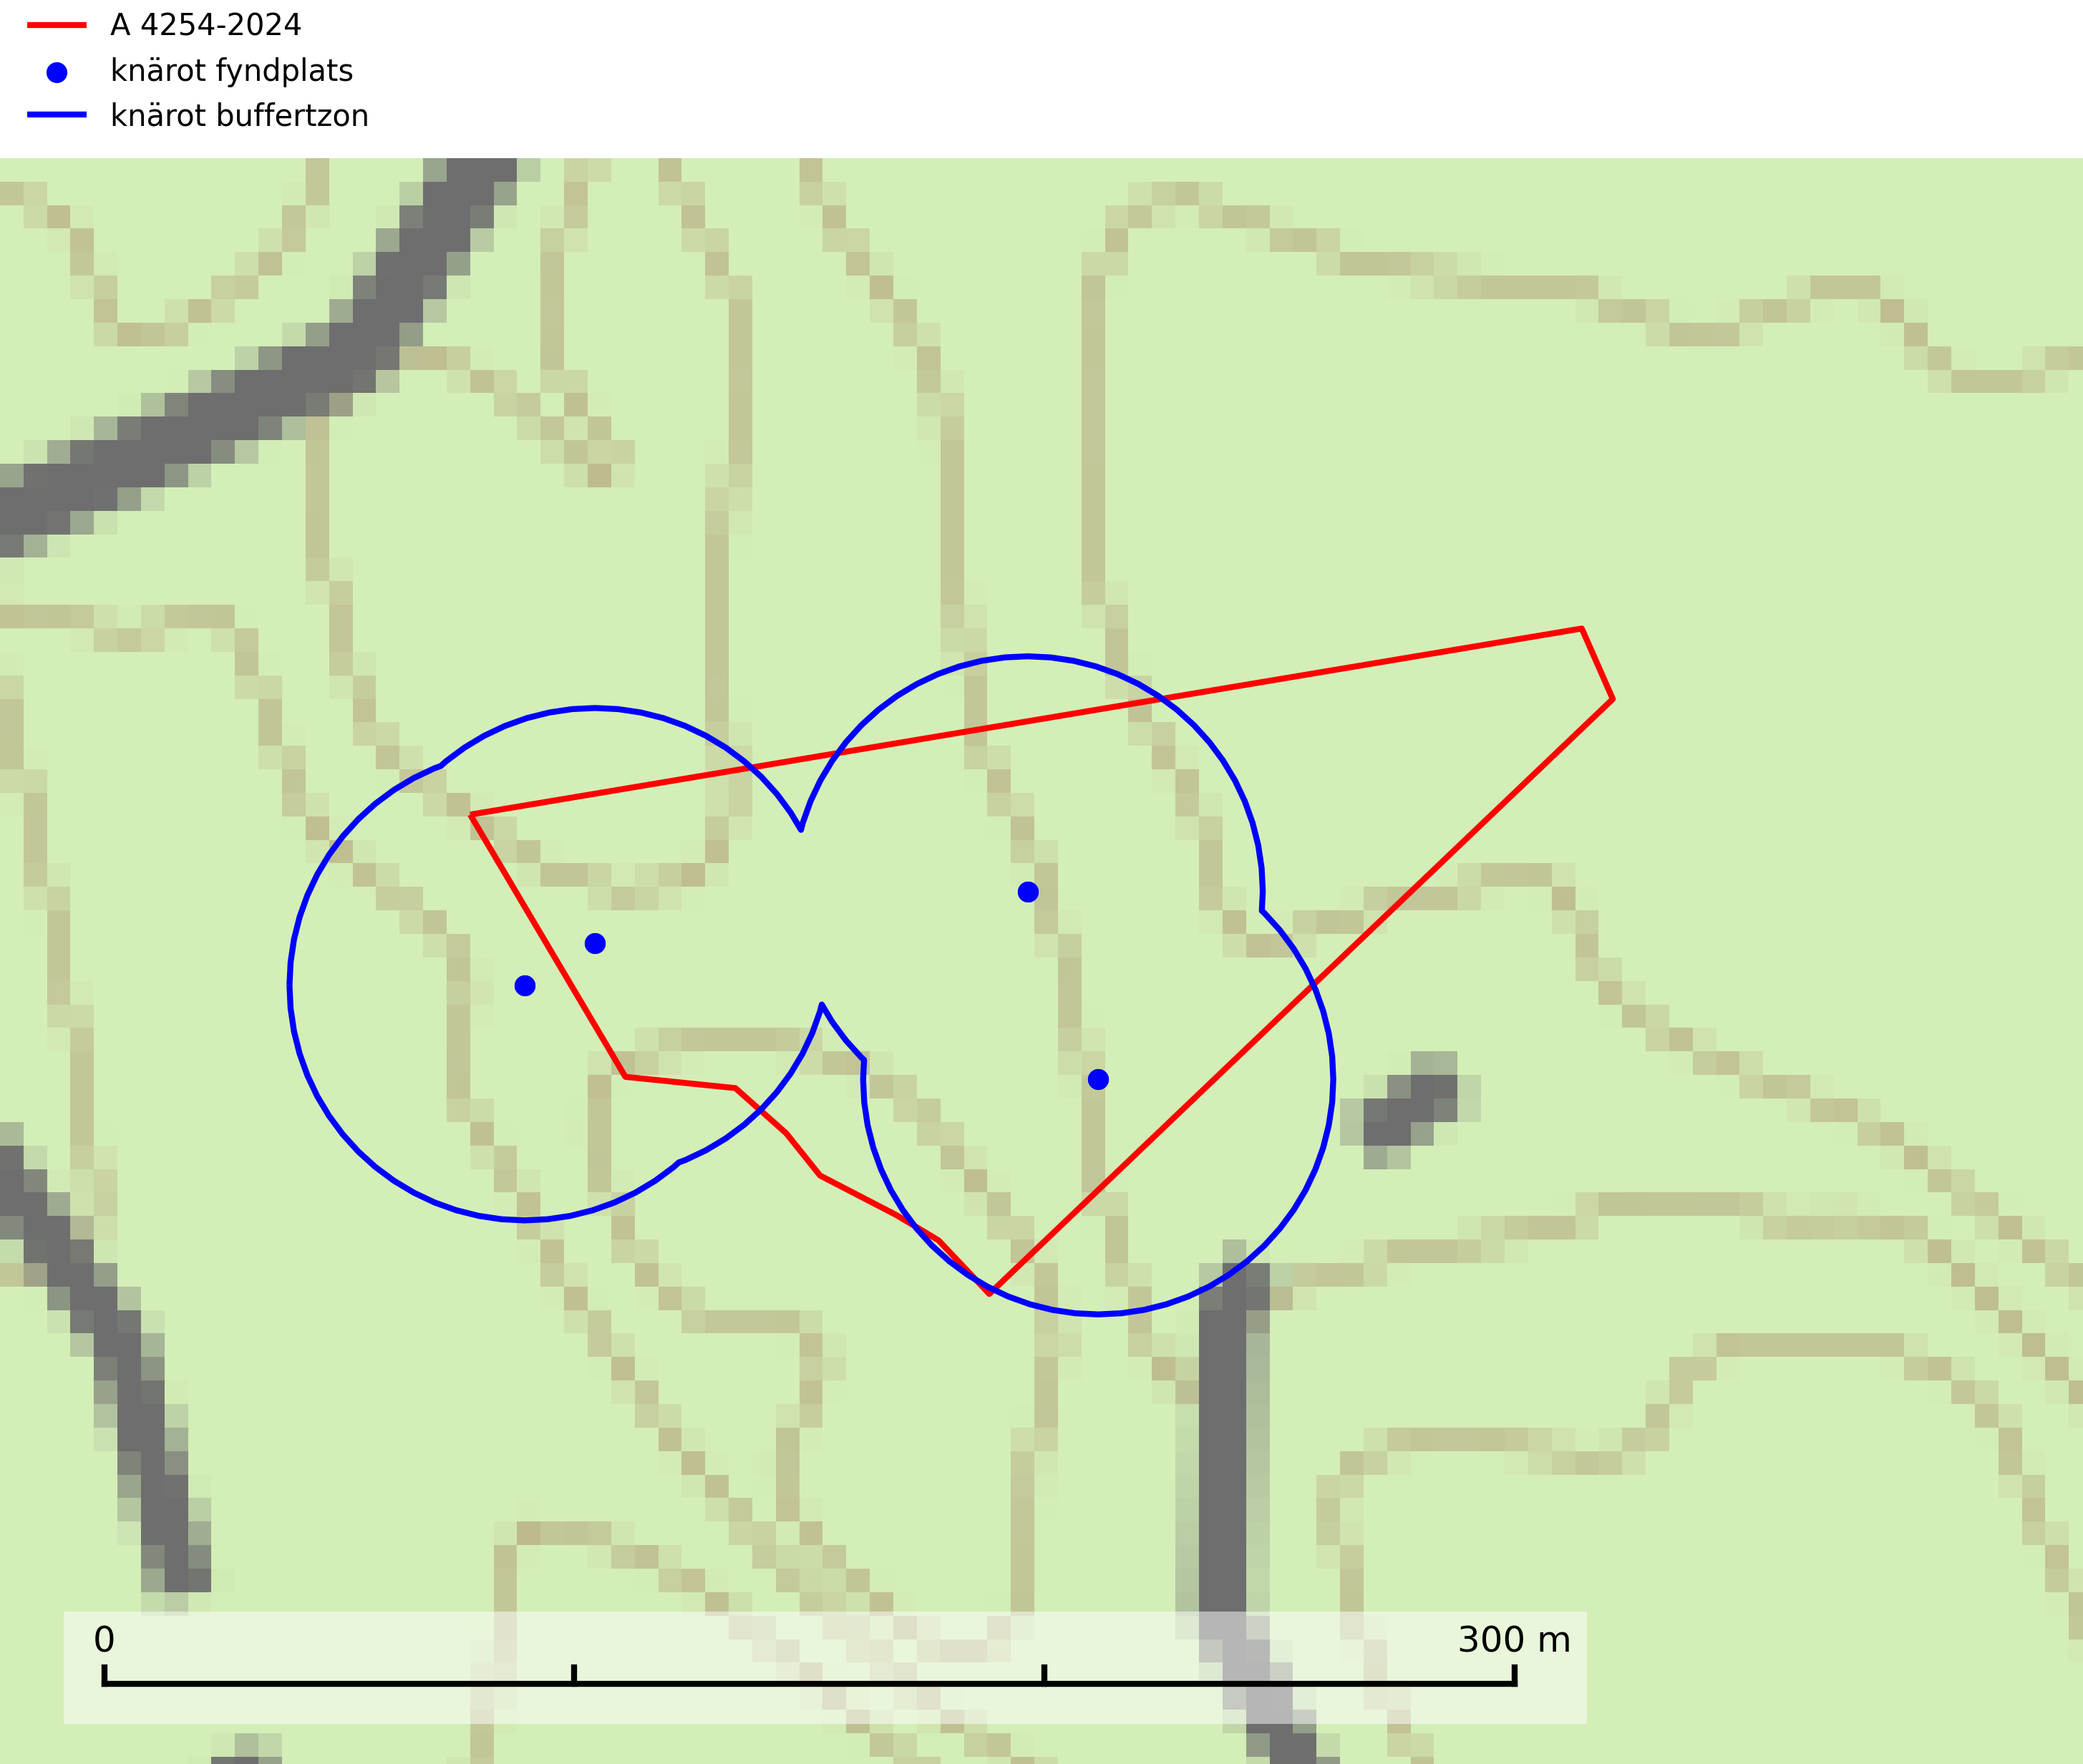 A 4254-2024
knärot fyndplats
knärot buffertzon
0 300 m